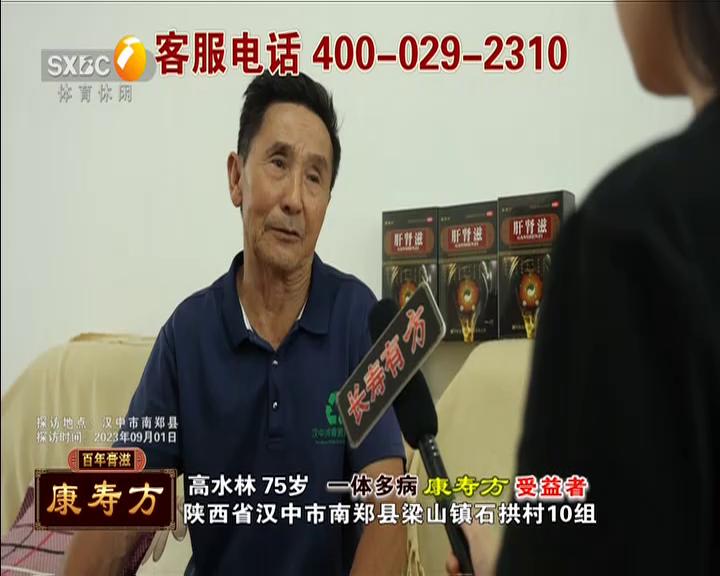 客服电话 400-029-2310
SXBC
体育休闲
肝肾滋
GANSHENZI
肝肾滋
GANSHENZI
肝肾滋
GANSHENZI
长寿有方
探访地点 汉中市南郑县
探访时间 2023年09月01日
百年膏滋
康寿方
高水林 75岁 一体多病 康寿方 受益者
陕西省汉中市南郑县梁山镇石拱村10组